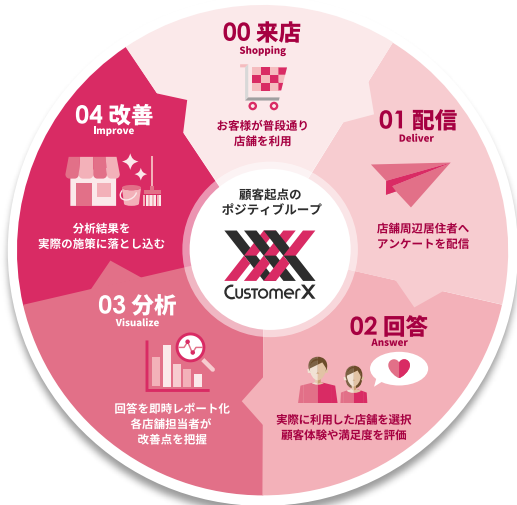 00 来店
Shopping
お客様が普段通り
店舗を利用
01 配信
Deliver
店舗周辺居住者へ
アンケートを配信
02 回答
Answer
実際に利用した店舗を選択
顧客体験や満足度を評価
03 分析
Visualize
回答を即時レポート化
各店舗担当者が
改善点を把握
04 改善
Improve
分析結果を
実際の施策に落とし込む
顧客起点の
ポジティブループ
CUSTOMERX